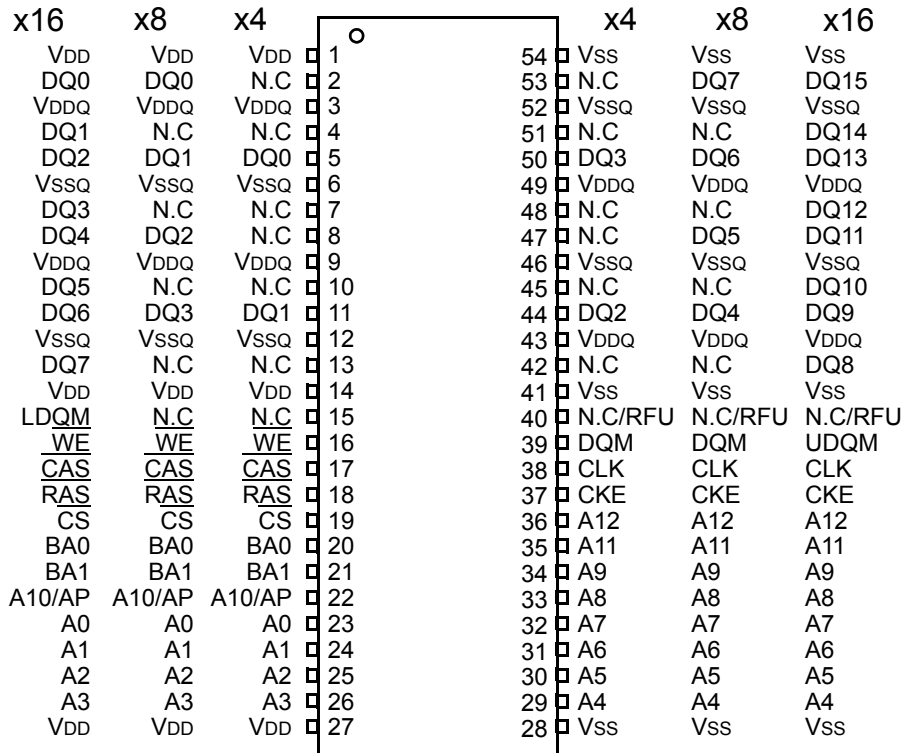 x16 x8 x4 x4 x8 x16
VDD VDD VDD 1 54 VSS VSS VSS
DQ0 DQ0 N.C 2 53 N.C DQ7 DQ15
VDDQ VDDQ VDDQ 3 52 VSSQ VSSQ VSSQ
DQ1 N.C N.C 4 51 N.C N.C DQ14
DQ2 DQ1 DQ0 5 50 DQ3 DQ6 DQ13
VSSQ VSSQ VSSQ 6 49 VDDQ VDDQ VDDQ
DQ3 N.C N.C 7 48 N.C N.C DQ12
DQ4 DQ2 N.C 8 47 N.C DQ5 DQ11
VDDQ VDDQ VDDQ 9 46 VSSQ VSSQ VSSQ
DQ5 N.C N.C 10 45 N.C N.C DQ10
DQ6 DQ3 DQ1 11 44 DQ2 DQ4 DQ9
VSSQ VSSQ VSSQ 12 43 VDDQ VDDQ VDDQ
DQ7 N.C N.C 13 42 N.C N.C DQ8
VDD VDD VDD 14 41 VSS VSS VSS
LDQM N.C N.C 15 40 N.C/RFU N.C/RFU N.C/RFU
WE WE WE 16 39 DQM DQM UDQM
CAS CAS CAS 17 38 CLK CLK CLK
RAS RAS RAS 18 37 CKE CKE CKE
CS CS CS 19 36 A12 A12 A12
BA0 BA0 BA0 20 35 A11 A11 A11
BA1 BA1 BA1 21 34 A9 A9 A9
A10/AP A10/AP A10/AP 22 33 A8 A8 A8
A0 A0 A0 23 32 A7 A7 A7
A1 A1 A1 24 31 A6 A6 A6
A2 A2 A2 25 30 A5 A5 A5
A3 A3 A3 26 29 A4 A4 A4
VDD VDD VDD 27 28 VSS VSS VSS